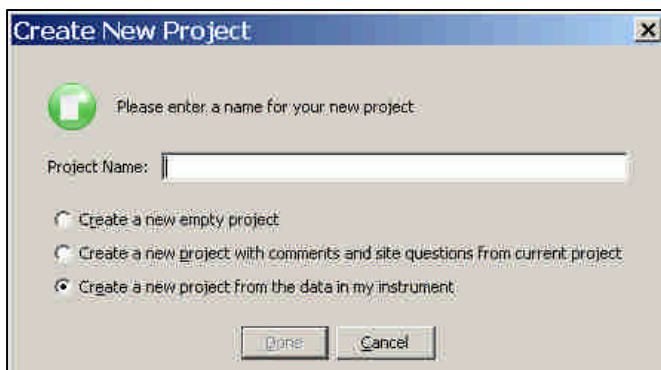 Create New Project
Please enter a name for your new project
Project Name:
Create a new empty project
Create a new project with comments and site questions from current project
Create a new project from the data in my instrument
Done Cancel